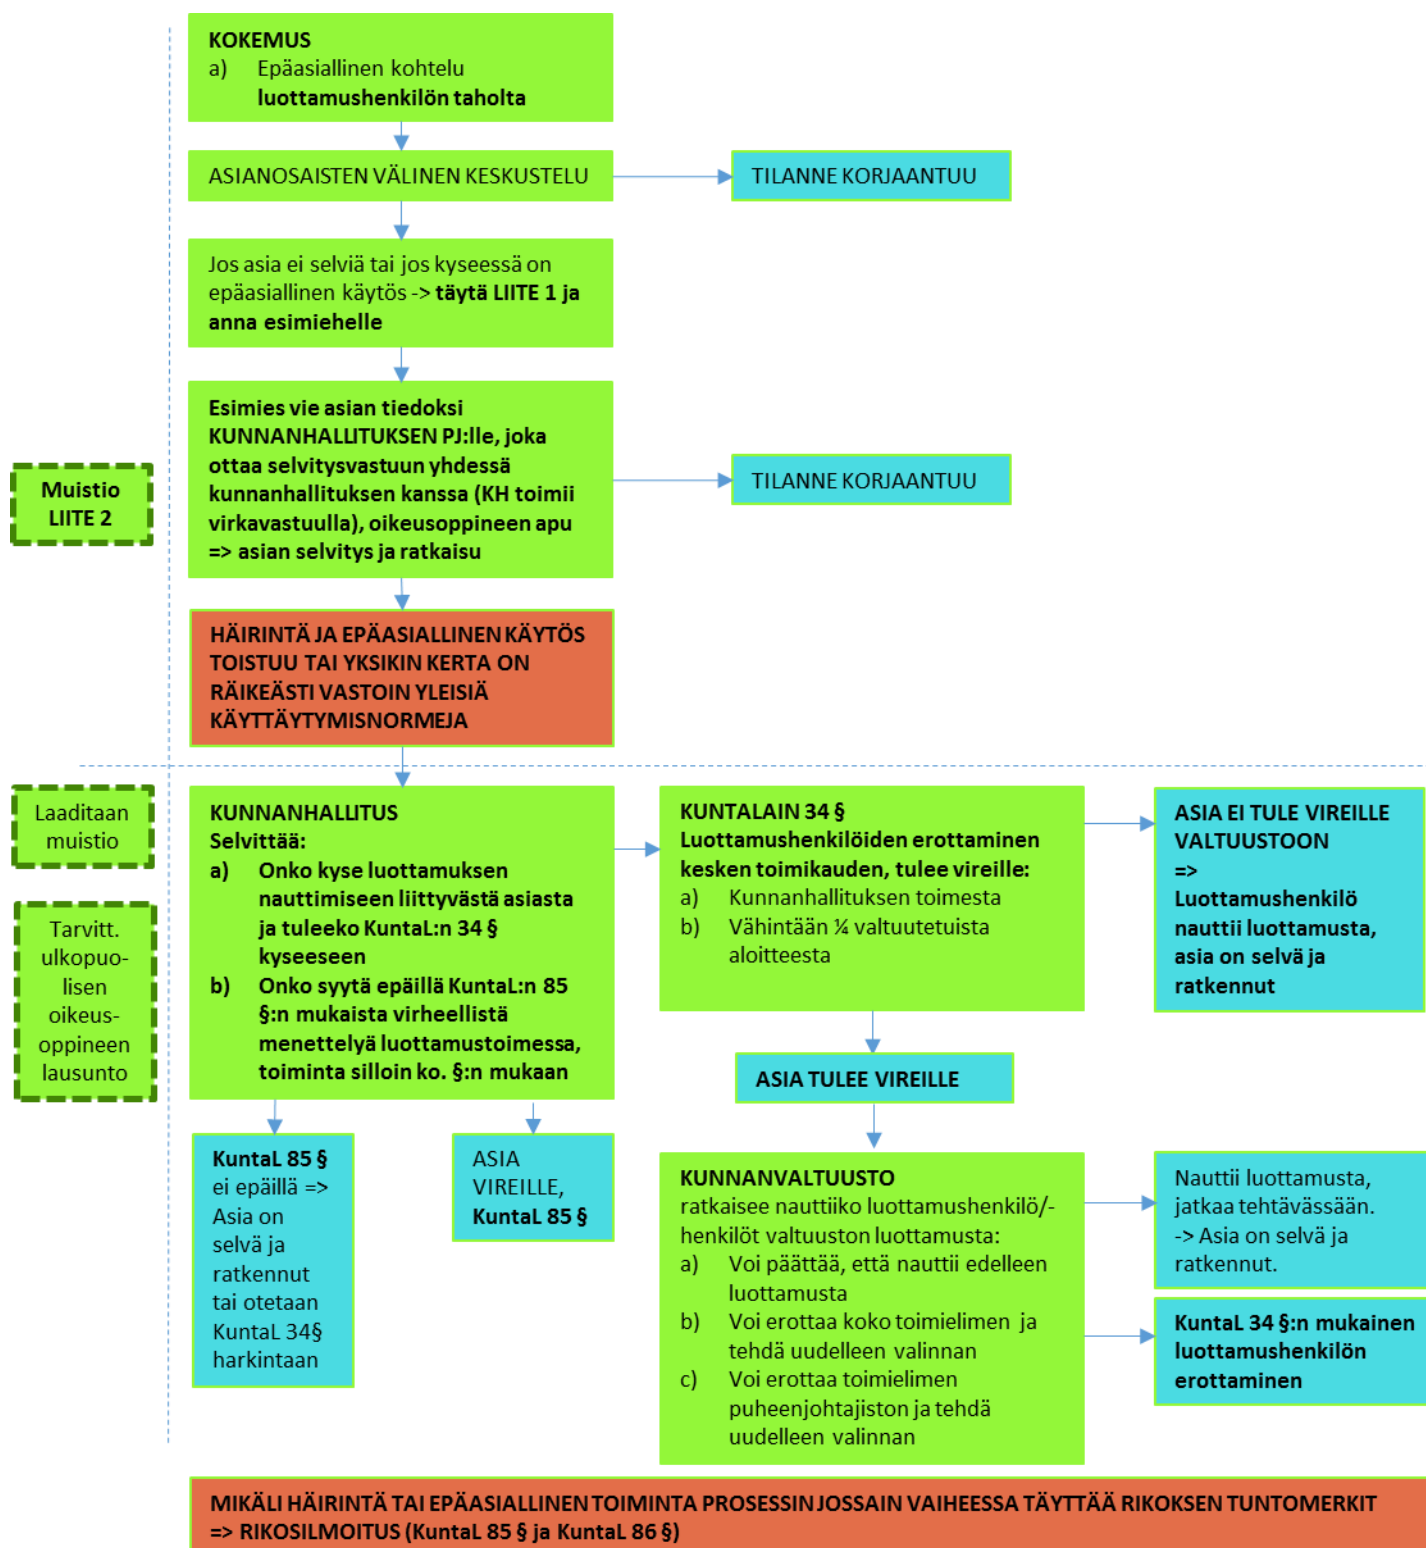 KOKEMUS
a) Epäasiallinen kohtelu
luottamushenkilön taholta
ASIANOSAISTEN VÄLINEN KESKUSTELU
TILANNE KORJAANTUU
Jos asia ei selviä tai jos kyseessä on
epäasiallinen käytös -> täytä LIITE 1 ja
anna esimiehelle
Muistio
LIITE 2
Esimies vie asian tiedoksi
KUNNANHALLITUKSEN PJ:lle, joka
ottaa selvitysvastuun yhdessä
kunnanhallituksen kanssa (KH toimii
virkavastuulla), oikeusoppineen apu
=> asian selvitys ja ratkaisu
TILANNE KORJAANTUU
HÄIRINTÄ JA EPÄASIALLINEN KÄYTÖS
TOISTUU TAI YKSIKIN KERTA ON
RÄIKEÄSTI VASTOIN YLEISIÄ
KÄYTTÄYTYMISNORMEJA
Laaditaan
muistio
Tarvitt.
ulkopuo-
lisen
oikeus-
oppineen
lausunto
KUNNANHALLITUS
Selvittää:
a) Onko kyse luottamuksen
nauttimiseen liittyvästä asiasta
ja tuleeko KuntaL:n 34 §
kyseeseen
b) Onko syytä epäillä KuntaL:n 85
§:n mukaista virheellistä
menettelyä luottamustoimessa,
toiminta silloin ko. §:n mukaan
KUNTALAIN 34 §
Luottamushenkilöiden erottaminen
kesken toimikauden, tulee vireille:
a) Kunnanhallituksen toimesta
b) Vähintään ¼ valtuutetuista
aloitteesta
ASIA EI TULE VIREILLE
VALTUUSTOON
=>
Luottamushenkilö
nauttii luottamusta,
asia on selvä ja
ratkennut
ASIA TULEE VIREILLE
KuntaL 85 §
ei epäillä =>
Asia on
selvä ja
ratkennut
tai otetaan
KuntaL 34§
harkintaan
ASIA
VIREILLE,
KuntaL 85 §
KUNNANVALTUUSTO
ratkaisee nauttiiko luottamushenkilö/-
henkilöt valtuuston luottamusta:
a) Voi päättää, että nauttii edelleen
luottamusta
b) Voi erottaa koko toimielimen ja
tehdä uudelleen valinnan
c) Voi erottaa toimielimen
puheenjohtajiston ja tehdä
uudelleen valinnan
Nauttii luottamusta,
jatkaa tehtävässään.
-> Asia on selvä ja
ratkennut.
KuntaL 34 §:n mukainen
luottamushenkilön
erottaminen
MIKÄLI HÄIRINTÄ TAI EPÄASIALLINEN TOIMINTA PROSESSIN JOSSAIN VAIHEESSA TÄYTTÄÄ RIKOKSEN TUNTOMERKIT
=> RIKOSILMOITUS (KuntaL 85 § ja KuntaL 86 §)